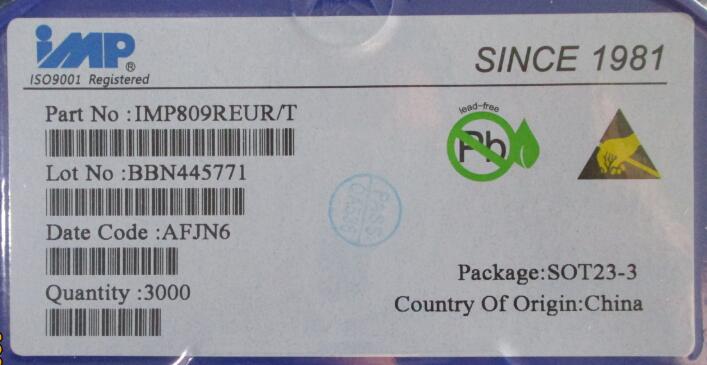 imp®
ISO9001 Registered
SINCE 1981
Part No :IMP809REUR/T
lead-free
Pb
Lot No :BBN445771
Date Code :AFJN6
Package:SOT23-3
Quantity :3000
Country Of Origin:China
PASS